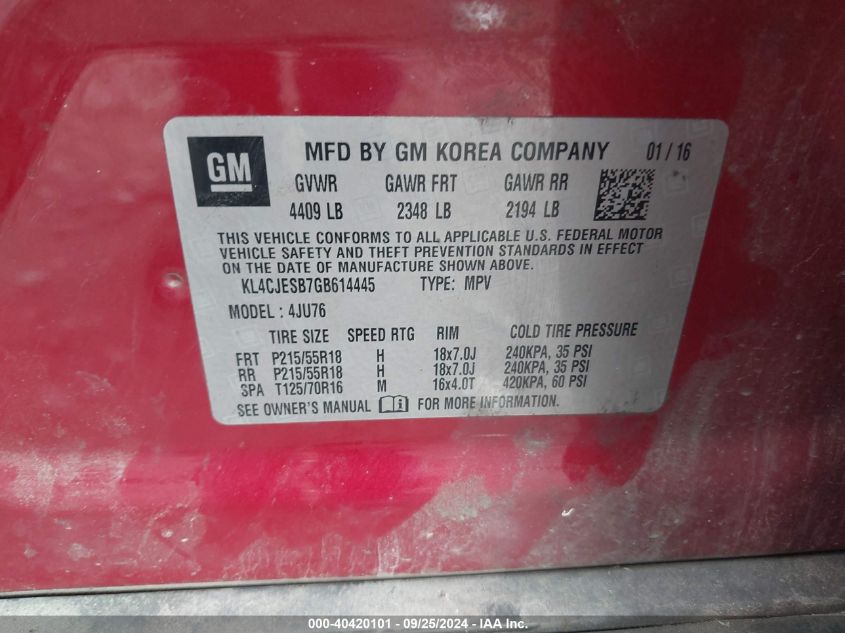 GM
MFD BY GM KOREA COMPANY 01 / 16
GVWR GAWR FRT GAWR RR
4409 LB 2348 LB 2194 LB
THIS VEHICLE CONFORMS TO ALL APPLICABLE U.S. FEDERAL MOTOR
VEHICLE SAFETY AND THEFT PREVENTION STANDARDS IN EFFECT
ON THE DATE OF MANUFACTURE SHOWN ABOVE.
KL4CJESB7GB614445 TYPE: MPV
MODEL : 4JU76
TIRE SIZE SPEED RTG RIM COLD TIRE PRESSURE
FRT P215/55R18 H 18x7.0J 240KPA, 35 PSI
RR P215/55R18 H 18x7.0J 240KPA, 35 PSI
SPA T125/70R16 M 16x4.0T 420KPA, 60 PSI
SEE OWNER'S MANUAL FOR MORE INFORMATION.
000-40420101 - 09/25/2024 - IAA Inc.